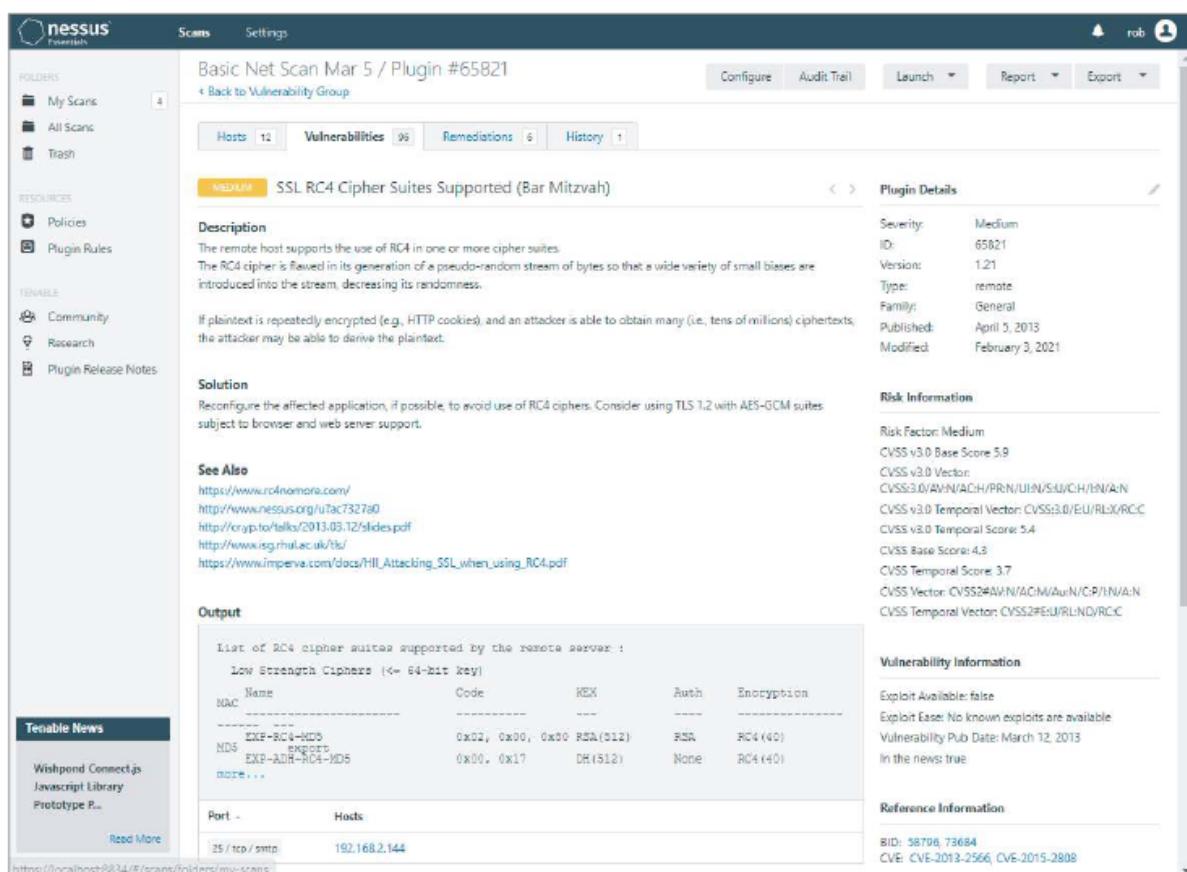 nessus
Essentials
Scans
Settings
rob
FOLDERS
My Scans 4
All Scans
Trash
RESOURCES
Policies
Plugin Rules
TENABLE
Community
Research
Plugin Release Notes
Tenable News
Wishpond Connect.js
Javascript Library
Prototype P...
Read More
https://localhost:8834/#/scans/folders/my-scans
Basic Net Scan Mar 5 / Plugin #65821
‹ Back to Vulnerability Group
Configure
Audit Trail
Launch
Report
Export
Hosts 12
Vulnerabilities 96
Remediations 6
History 1
MEDIUM SSL RC4 Cipher Suites Supported (Bar Mitzvah)
Description
The remote host supports the use of RC4 in one or more cipher suites.
The RC4 cipher is flawed in its generation of a pseudo-random stream of bytes so that a wide variety of small biases are
introduced into the stream, decreasing its randomness.
If plaintext is repeatedly encrypted (e.g., HTTP cookies), and an attacker is able to obtain many (i.e., tens of millions) ciphertexts,
the attacker may be able to derive the plaintext.
Solution
Reconfigure the affected application, if possible, to avoid use of RC4 ciphers. Consider using TLS 1.2 with AES-GCM suites
subject to browser and web server support.
See Also
https://www.rc4nomore.com/
http://www.nessus.org/u?ac7327a0
http://cr.yp.to/talks/2013.03.12/slides.pdf
http://www.isg.rhul.ac.uk/tls/
https://www.imperva.com/docs/HII_Attacking_SSL_when_using_RC4.pdf
Output
List of RC4 cipher suites supported by the remote server :
Low Strength Ciphers (<= 64-bit key)
Name Code KEX Auth Encryption
MAC
---------------------- ---------- --- ---- ---------------
------ ---
EXP-RC4-MD5 0x02, 0x00, 0x80 RSA(512) RSA RC4(40)
MD5 export
EXP-ADH-RC4-MD5 0x00, 0x17 DH(512) None RC4(40)
more...
Port Hosts
25 / tcp / smtp 192.168.2.144
Plugin Details
Severity: Medium
ID: 65821
Version: 1.21
Type: remote
Family: General
Published: April 5, 2013
Modified: February 3, 2021
Risk Information
Risk Factor: Medium
CVSS v3.0 Base Score 5.9
CVSS v3.0 Vector:
CVSS:3.0/AV:N/AC:H/PR:N/UI:N/S:U/C:H/I:N/A:N
CVSS v3.0 Temporal Vector: CVSS:3.0/E:U/RL:X/RC:C
CVSS v3.0 Temporal Score: 5.4
CVSS Base Score: 4.3
CVSS Temporal Score: 3.7
CVSS Vector: CVSS2#AV:N/AC:M/Au:N/C:P/I:N/A:N
CVSS Temporal Vector: CVSS2#E:U/RL:ND/RC:C
Vulnerability Information
Exploit Available: false
Exploit Ease: No known exploits are available
Vulnerability Pub Date: March 12, 2013
In the news: true
Reference Information
BID: 58796, 73684
CVE: CVE-2013-2566, CVE-2015-2808